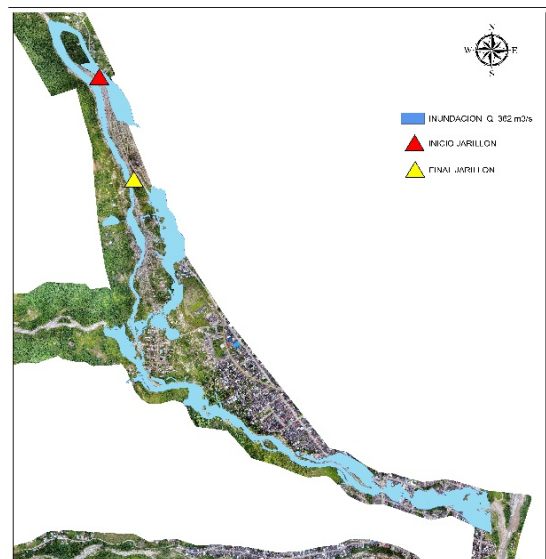 N
W E
S
INUNDACION Q 362 m3/s
INICIO JARILLON
FINAL JARILLON